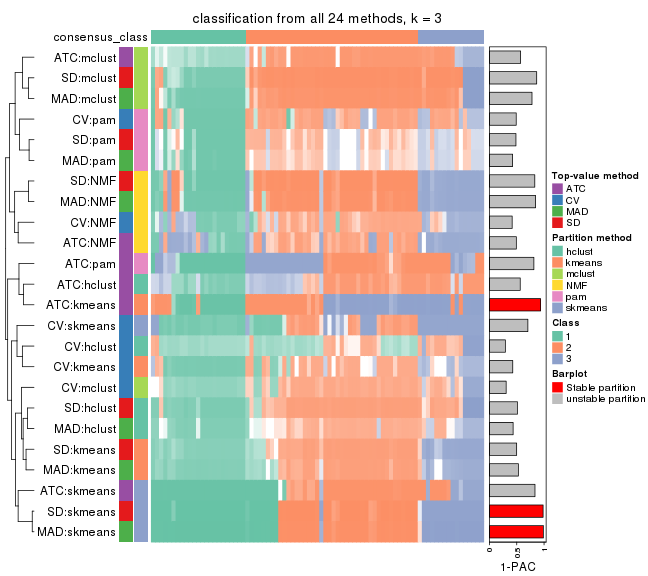 classification from all 24 methods, k = 3
consensus_class
ATC:mclust
SD:mclust
MAD:mclust
CV:pam
SD:pam
MAD:pam
SD:NMF
MAD:NMF
CV:NMF
ATC:NMF
ATC:pam
ATC:hclust
ATC:kmeans
CV:skmeans
CV:hclust
CV:kmeans
CV:mclust
SD:hclust
MAD:hclust
SD:kmeans
MAD:kmeans
ATC:skmeans
SD:skmeans
MAD:skmeans
0
0.5
1
1-PAC
Top-value method
ATC
CV
MAD
SD
Partition method
hclust
kmeans
mclust
NMF
pam
skmeans
Class
1
2
3
Barplot
Stable partition
unstable partition